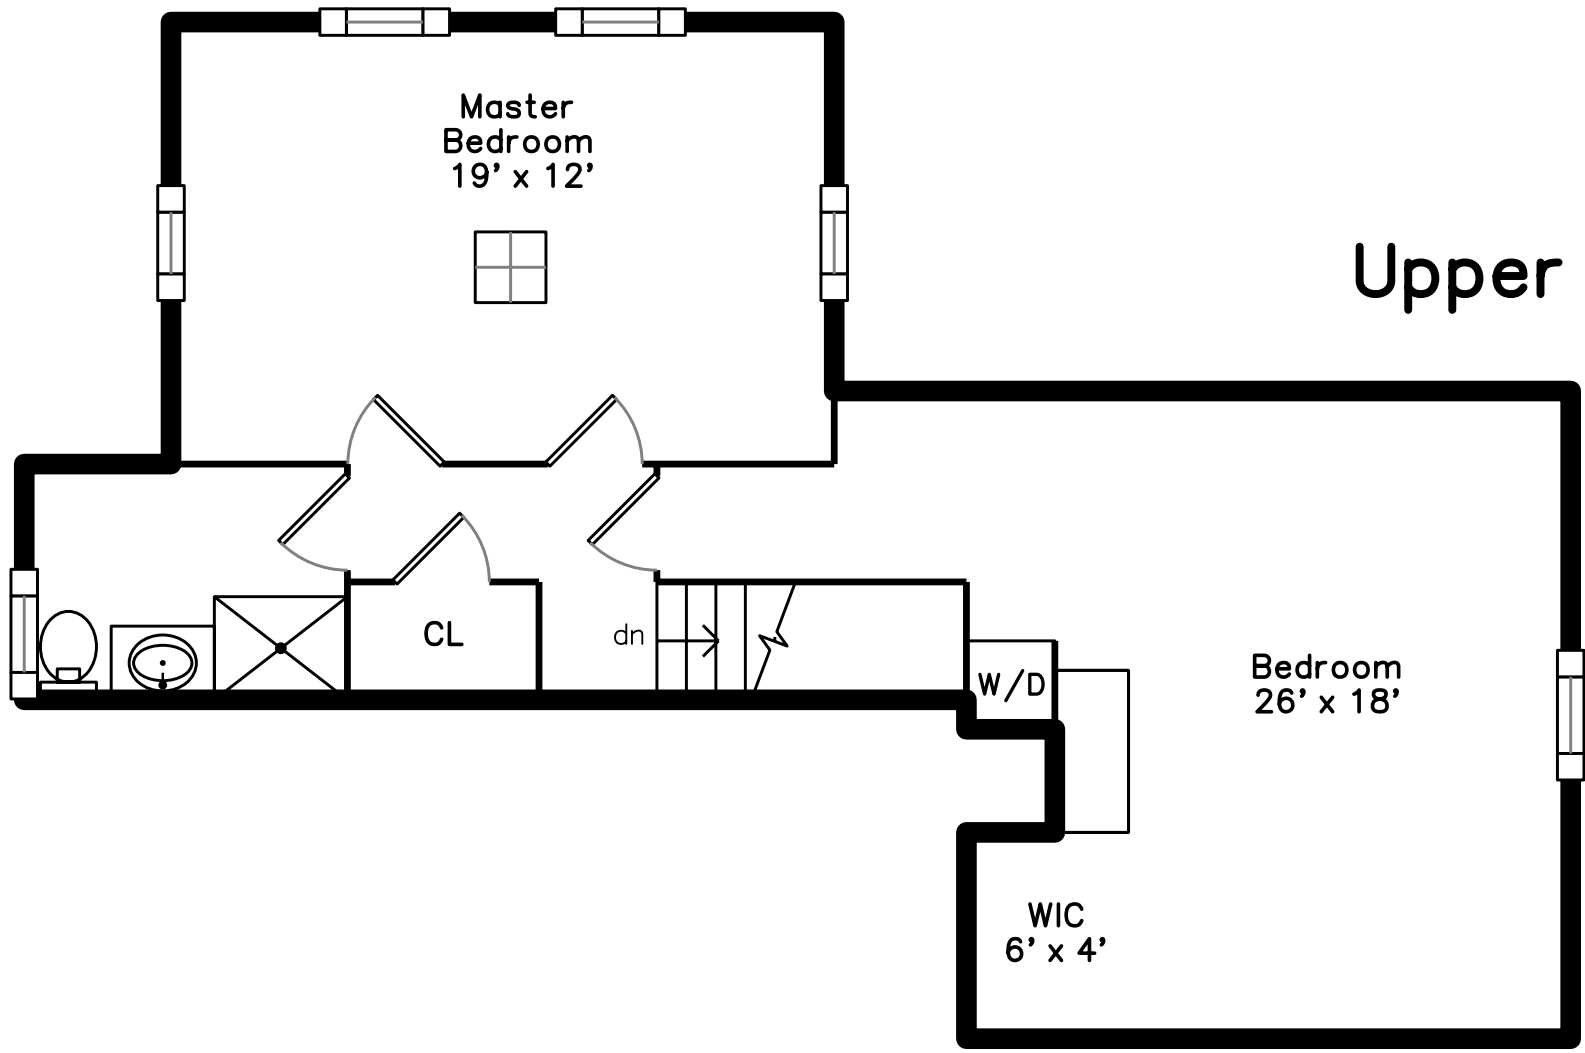 Master
Bedroom
19' x 12'
Upper
CL
dn
W/D
Bedroom
26' x 18'
WIC
6' x 4'